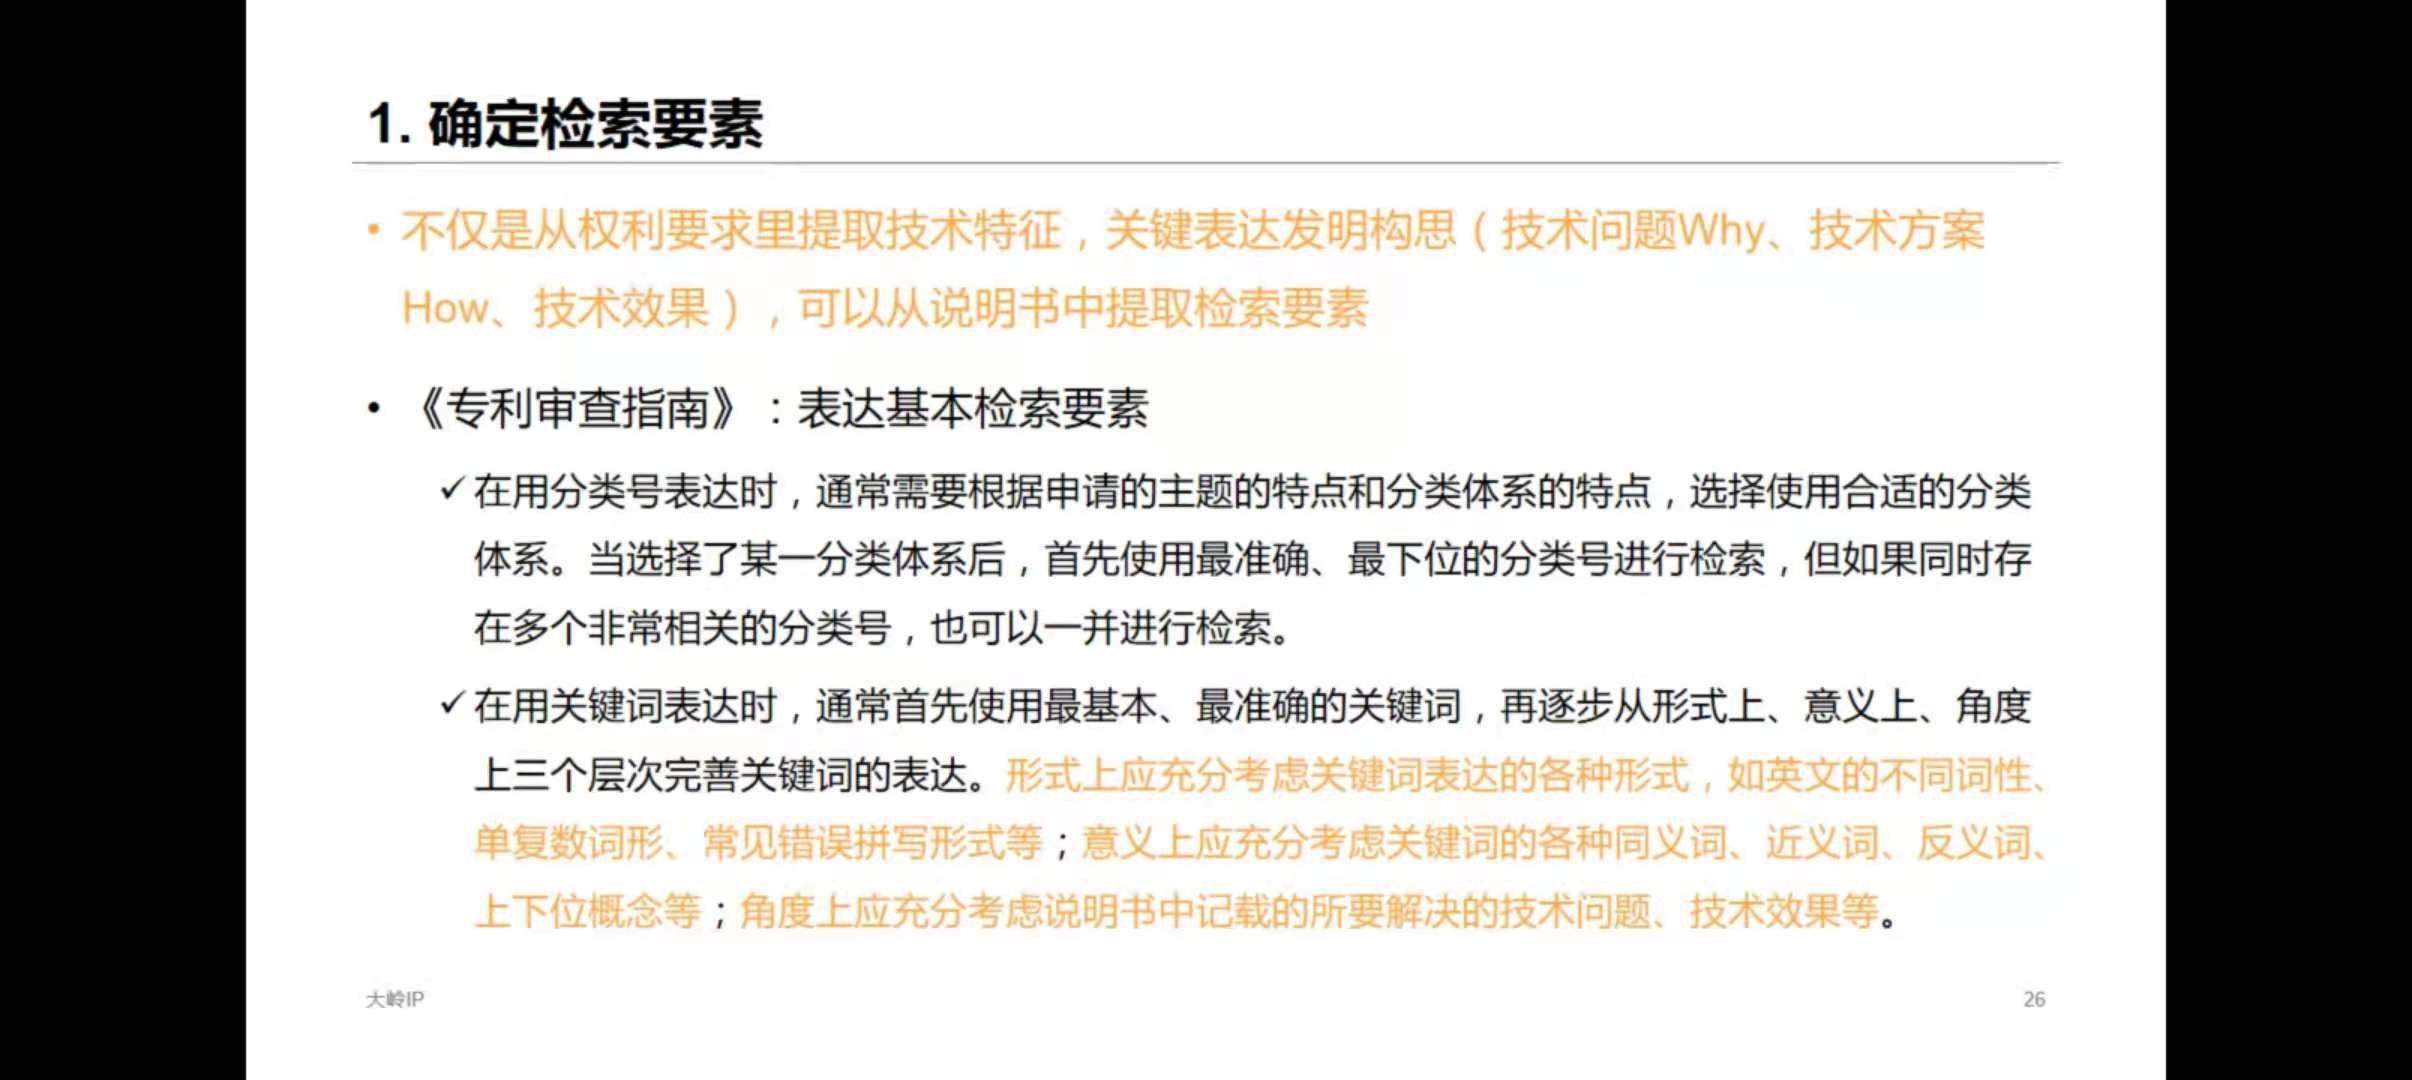 1. 确定检索要素
• 不仅是从权利要求里提取技术特征，关键表达发明构思（技术问题Why、技术方案
How、技术效果），可以从说明书中提取检索要素
• 《专利审查指南》：表达基本检索要素
✓在用分类号表达时，通常需要根据申请的主题的特点和分类体系的特点，选择使用合适的分类
体系。当选择了某一分类体系后，首先使用最准确、最下位的分类号进行检索，但如果同时存
在多个非常相关的分类号，也可以一并进行检索。
✓在用关键词表达时，通常首先使用最基本、最准确的关键词，再逐步从形式上、意义上、角度
上三个层次完善关键词的表达。形式上应充分考虑关键词表达的各种形式，如英文的不同词性、
单复数词形、常见错误拼写形式等；意义上应充分考虑关键词的各种同义词、近义词、反义词、
上下位概念等；角度上应充分考虑说明书中记载的所要解决的技术问题、技术效果等。
大岭IP
26